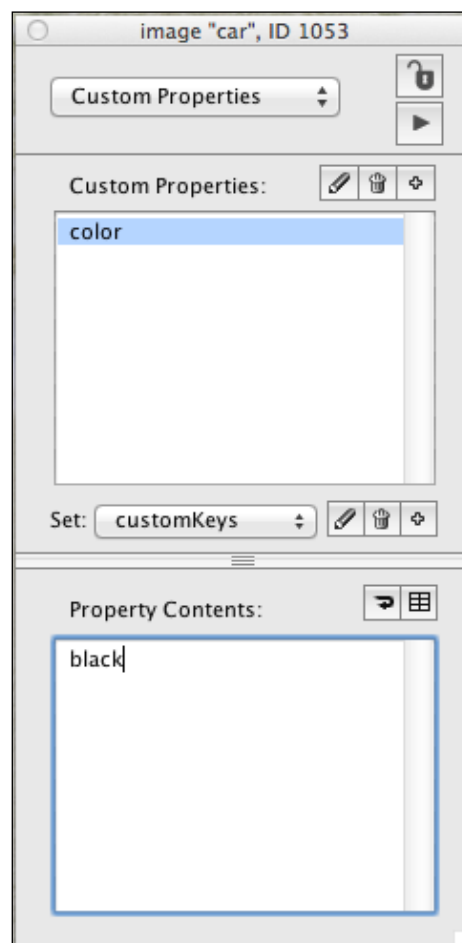 image "car", ID 1053
Custom Properties
Custom Properties:
color
Set: customKeys
Property Contents:
black